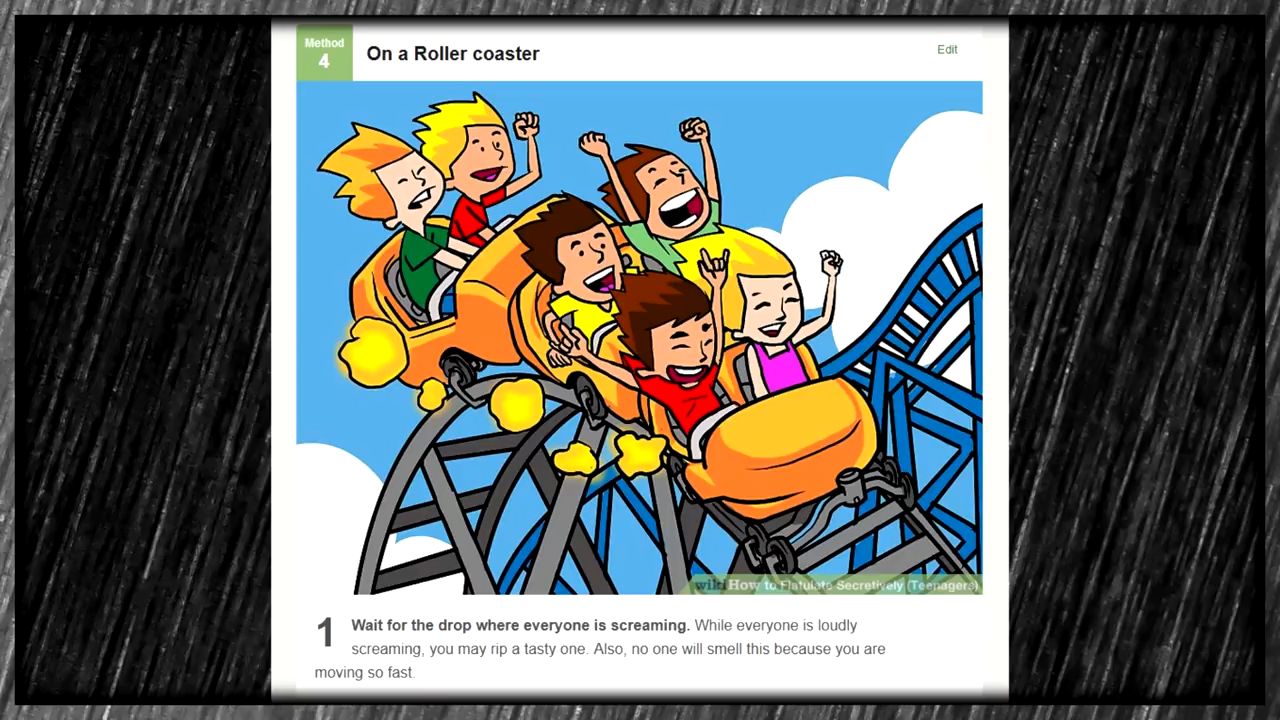 Method
4
On a Roller coaster
Edit
wikiHow to Flatulate Secretively (Teenagers)
1
Wait for the drop where everyone is screaming. While everyone is loudly
screaming, you may rip a tasty one. Also, no one will smell this because you are
moving so fast.